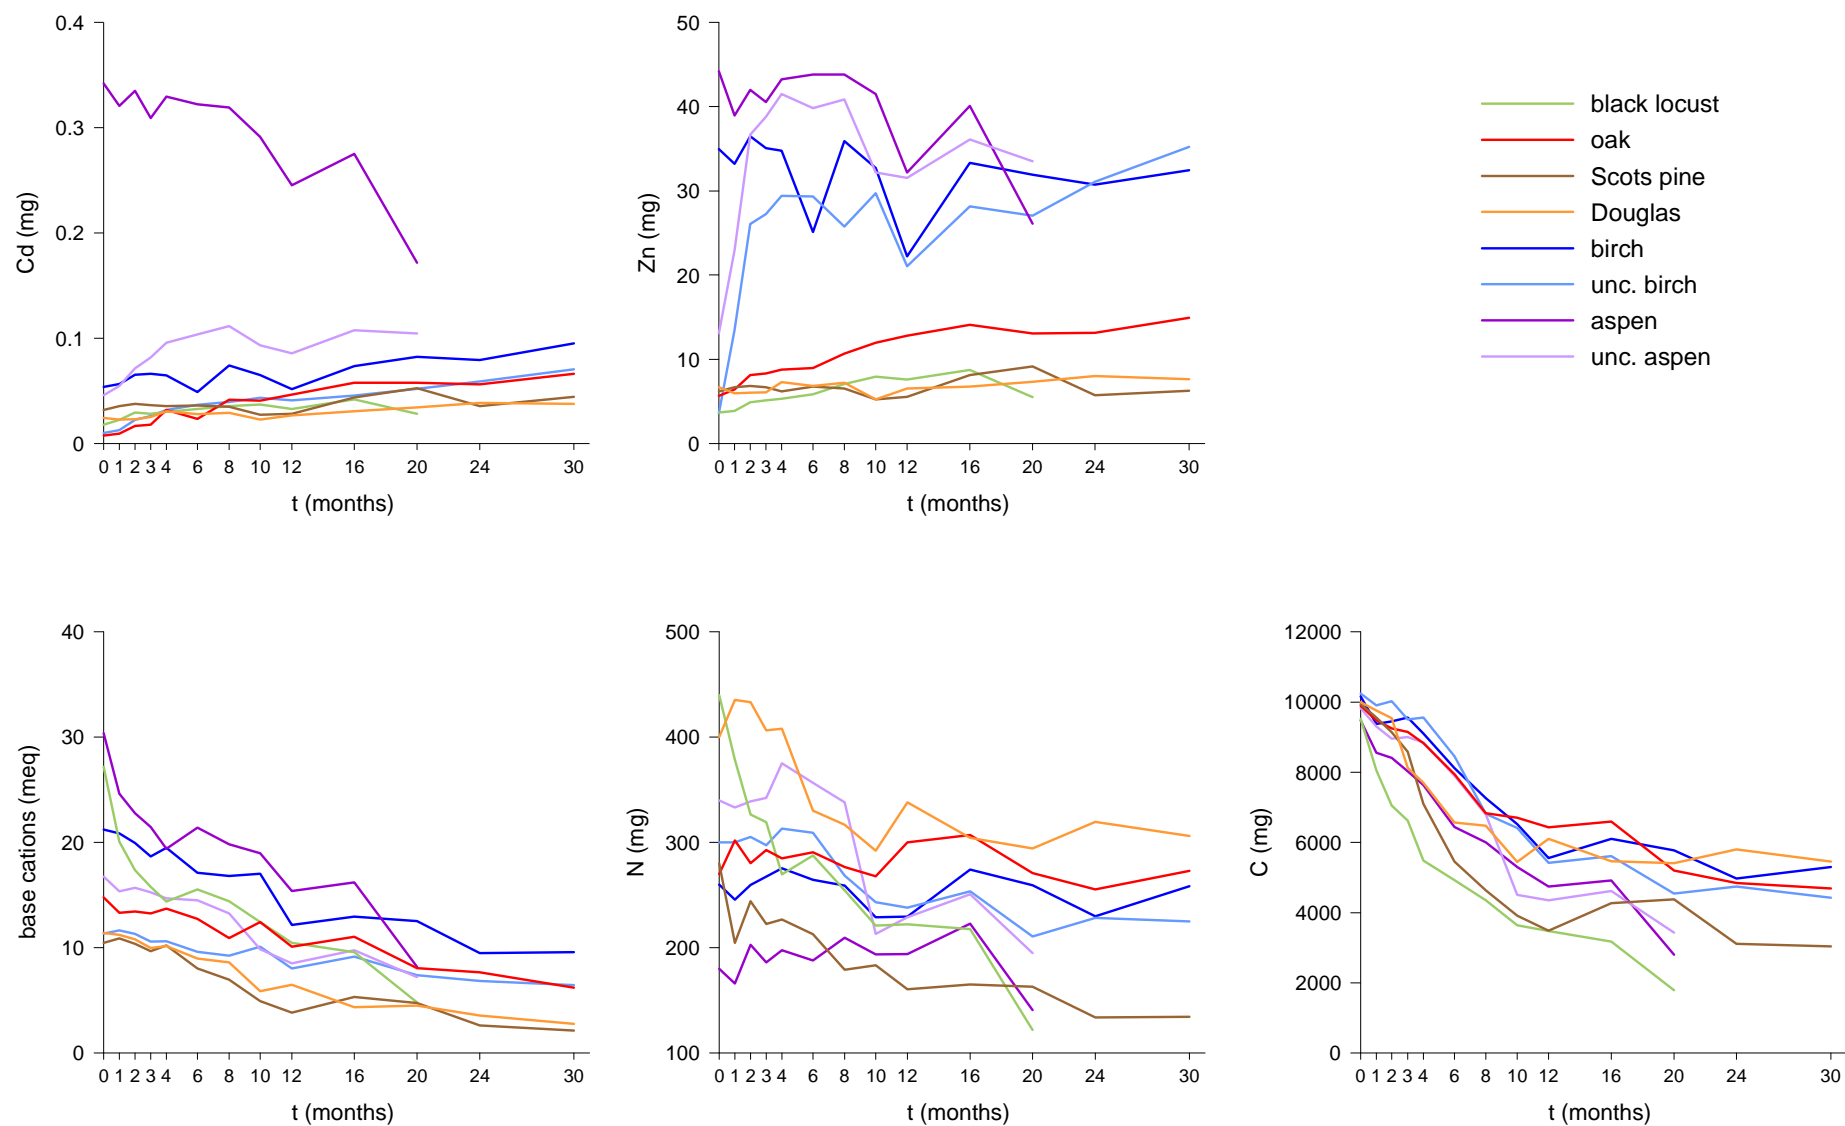 Cd (mg)
0.4
0.3
0.2
0.1
0
0 1 2 3 4 6 8 10 12 16 20 24 30
t (months)
Zn (mg)
50
40
30
20
10
0
0 1 2 3 4 6 8 10 12 16 20 24 30
t (months)
black locust
oak
Scots pine
Douglas
birch
unc. birch
aspen
unc. aspen
base cations (meq)
40
30
20
10
0
0 1 2 3 4 6 8 10 12 16 20 24 30
t (months)
N (mg)
500
400
300
200
100
0 1 2 3 4 6 8 10 12 16 20 24 30
t (months)
C (mg)
12000
10000
8000
6000
4000
2000
0
0 1 2 3 4 6 8 10 12 16 20 24 30
t (months)